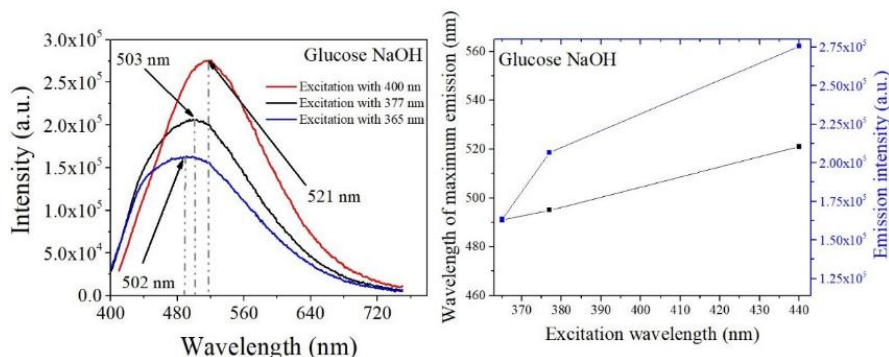 Glucose NaOH
503 nm
Excitation with 400 nn
Excitation with 377 nm
Excitation with 365 nm
521 nm
502 nm
Intensity (a.u.)
3.0x10⁵
2.5x10⁵
2.0x10⁵
1.5x10⁵
1.0x10⁵
5.0x10⁴
0.0
400 480 560 640 720
Wavelength (nm)
Glucose NaOH
Wavelength of maximum emission (nm)
560
540
520
500
480
460
370 380 390 400 410 420 430 440
Excitation wavelength (nm)
2.75x10⁵
2.50x10⁵
2.25x10⁵
2.00x10⁵
1.75x10⁵
1.50x10⁵
1.25x10⁵
Emission intensity (a.u.)